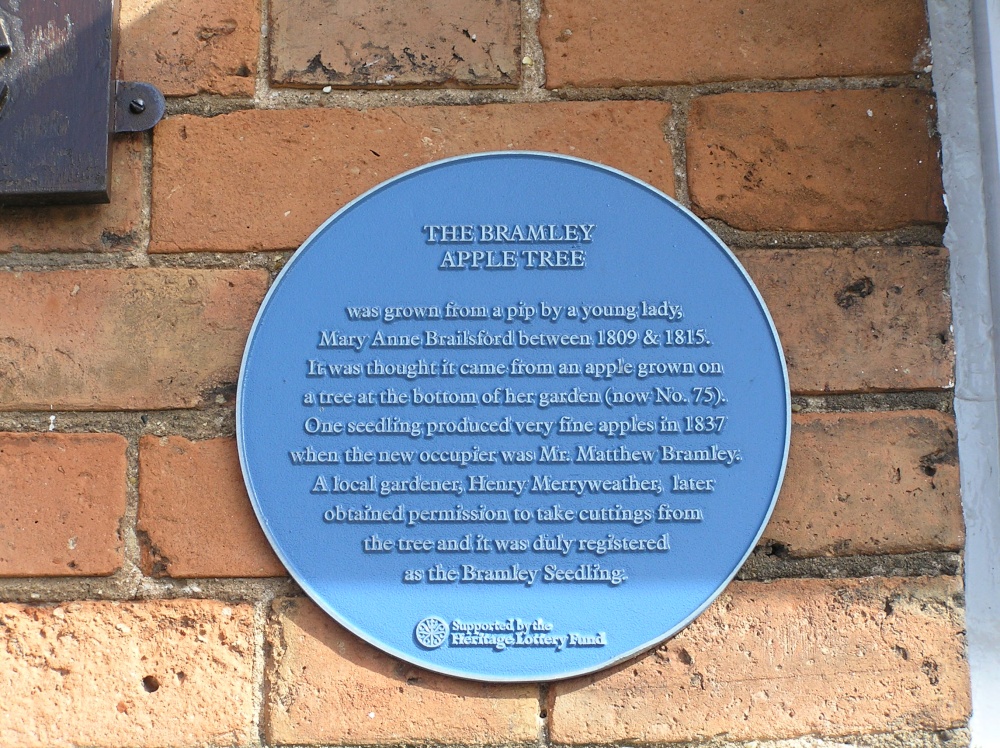 THE BRAMLEY
APPLE TREE
was grown from a pip by a young lady,
Mary Anne Brailsford between 1809 & 1815.
It was thought it came from an apple grown on
a tree at the bottom of her garden (now No. 75).
One seedling produced very fine apples in 1837
when the new occupier was Mr. Matthew Bramley.
A local gardener, Henry Merryweather, later
obtained permission to take cuttings from
the tree and it was duly registered
as the Bramley Seedling.
Supported by the
Heritage Lottery Fund